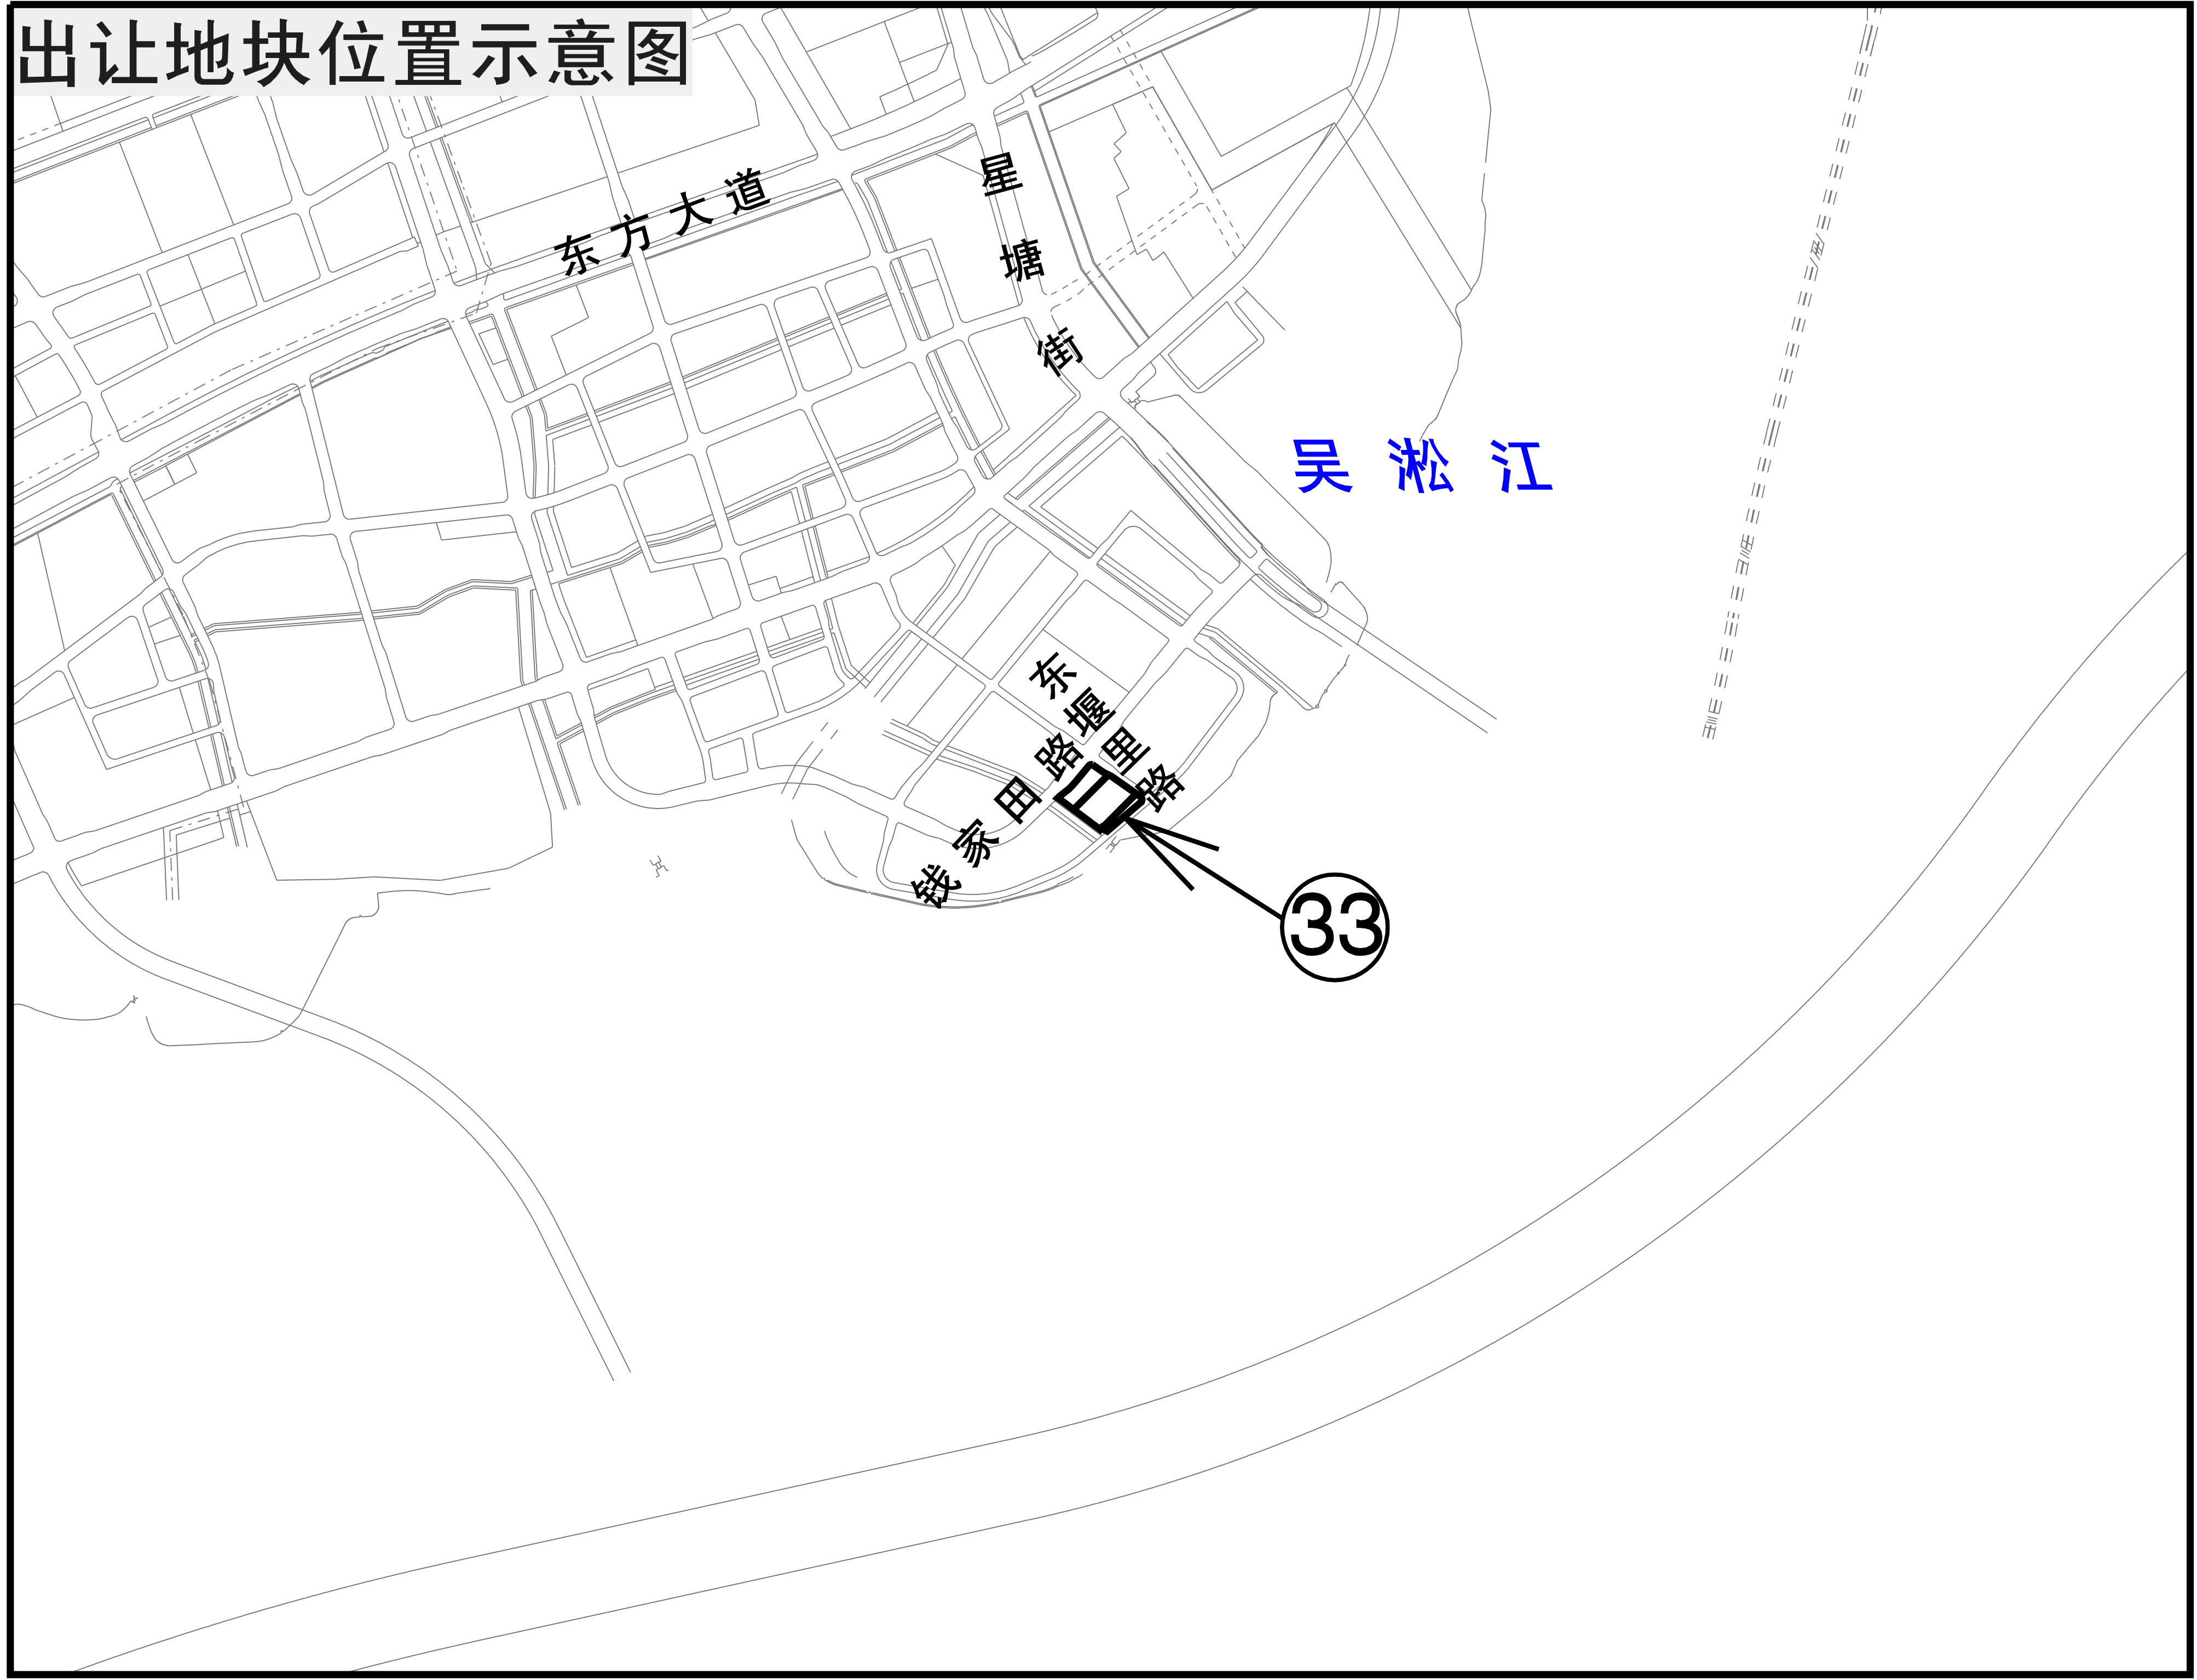 出让地块位置示意图
东方大道
星塘街
吴淞江
东堰里路
钱家田路
33